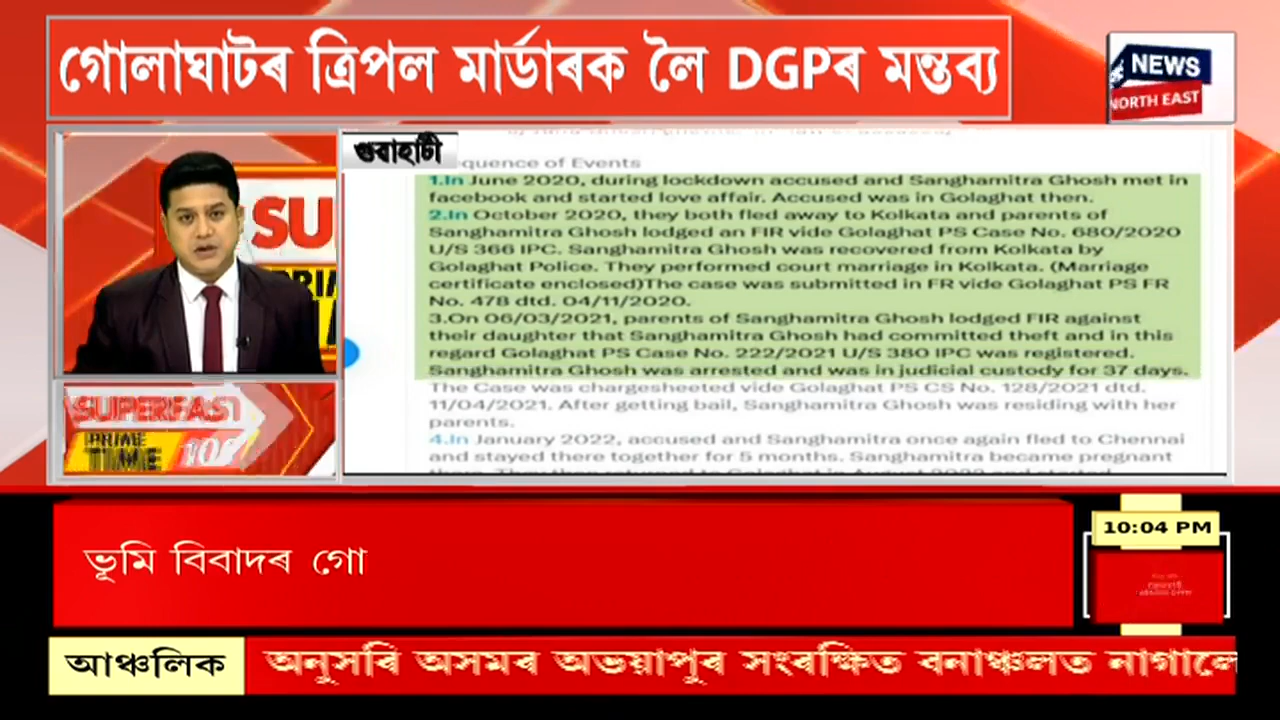 গোলাঘাটৰ ত্ৰিপল মাৰ্ডাৰক লৈ DGPৰ মন্তব্য
NEWS
NORTH EAST
গুৱাহাটী
SU
quence of Events
1.In June 2020, during lockdown accused and Sanghamitra Ghosh met in
facebook and started love affair. Accused was in Golaghat then.
2.In October 2020, they both fled away to Kolkata and parents of
Sanghamitra Ghosh lodged an FIR vide Golaghat PS Case No. 680/2020
U/S 366 IPC. Sanghamitra Ghosh was recovered from Kolkata by
Golaghat Police. They performed court marriage in Kolkata. (Marriage
certificate enclosed)The case was submitted in FR vide Golaghat PS FR
No. 478 dtd. 04/11/2020.
3.On 06/03/2021, parents of Sanghamitra Ghosh lodged FIR against
their daughter that Sanghamitra Ghosh had committed theft and in this
regard Golaghat PS Case No. 222/2021 U/S 380 IPC was registered.
Sanghamitra Ghosh was arrested and was in judicial custody for 37 days.
The Case was chargesheeted vide Golaghat PS CS No. 128/2021 dtd.
11/04/2021. After getting bail, Sanghamitra Ghosh was residing with her
parents.
4.In January 2022, accused and Sanghamitra once again fled to Chennai
and stayed there together for 5 months. Sanghamitra became pregnant
SUPERFAST
PRIME
TIME
100
ভূমি বিবাদৰ গো
10:04 PM
আঞ্চলিক
অনুসৰি অসমৰ অভয়াপুৰ সংৰক্ষিত বনাঞ্চলত নাগালে